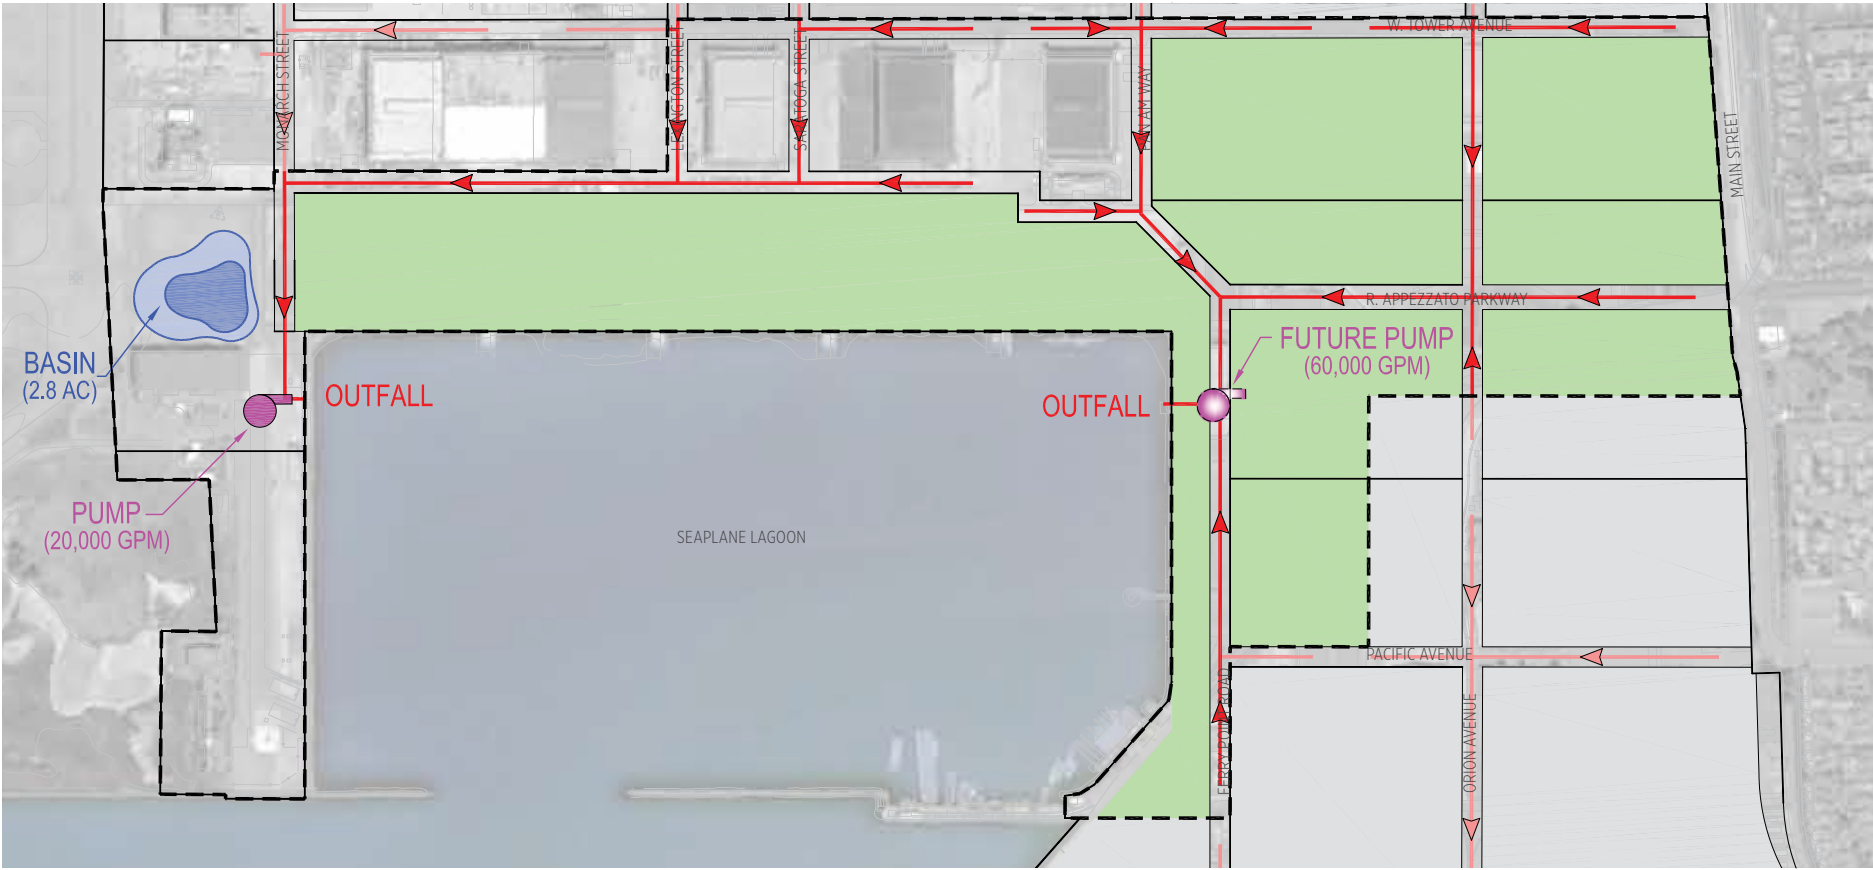 W. TOWER AVENUE
MONARCH STREET
LEXINGTON STREET
SARATOGA STREET
PAN AM WAY
MAIN STREET
R. APPEZZATO PARKWAY
BASIN
(2.8 AC)
OUTFALL
FUTURE PUMP
(60,000 GPM)
OUTFALL
PUMP
(20,000 GPM)
SEAPLANE LAGOON
PACIFIC AVENUE
FERRY POINT ROAD
ORION AVENUE